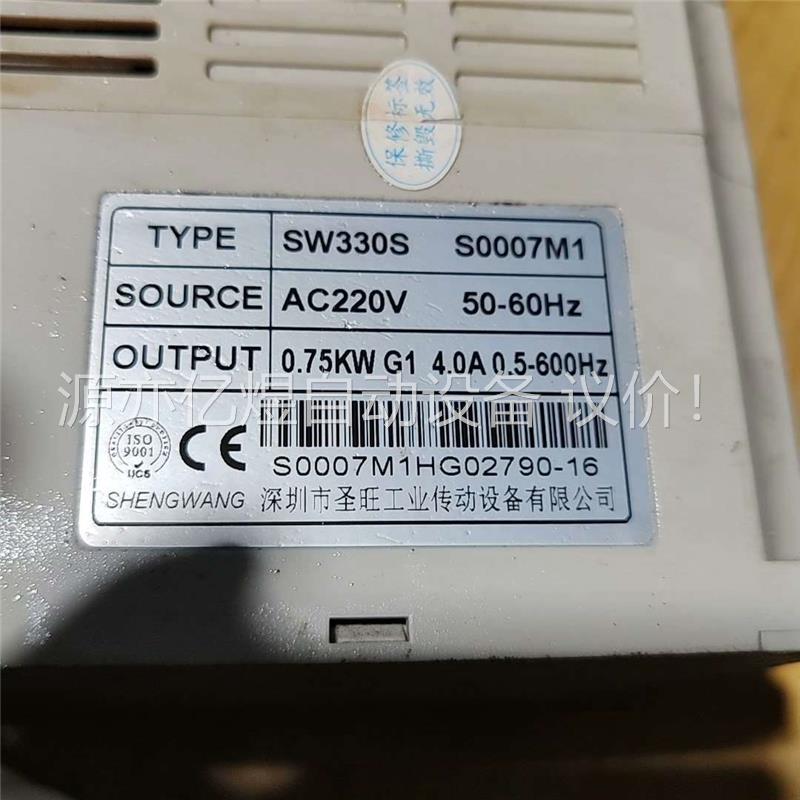 保修标签
撕毁无效
TYPE SW330S S0007M1
SOURCE AC220V 50-60Hz
OUTPUT 0.75KW G1 4.0A 0.5-600Hz
源亦亿煜自动设备 议价!
ISO
9001
UCS
CE
S0007M1HG02790-16
SHENGWANG 深圳市圣旺工业传动设备有限公司